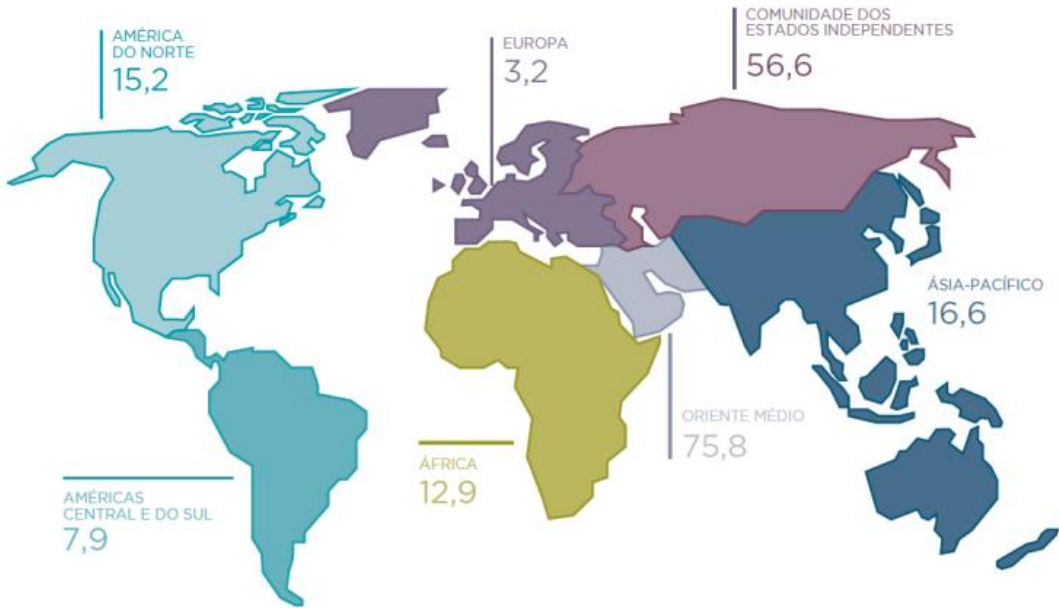 AMÉRICA
DO NORTE
15,2
EUROPA
3,2
COMUNIDADE DOS
ESTADOS INDEPENDENTES
56,6
ÁSIA-PACÍFICO
16,6
ORIENTE MÉDIO
75,8
ÁFRICA
12,9
AMÉRICAS
CENTRAL E DO SUL
7,9